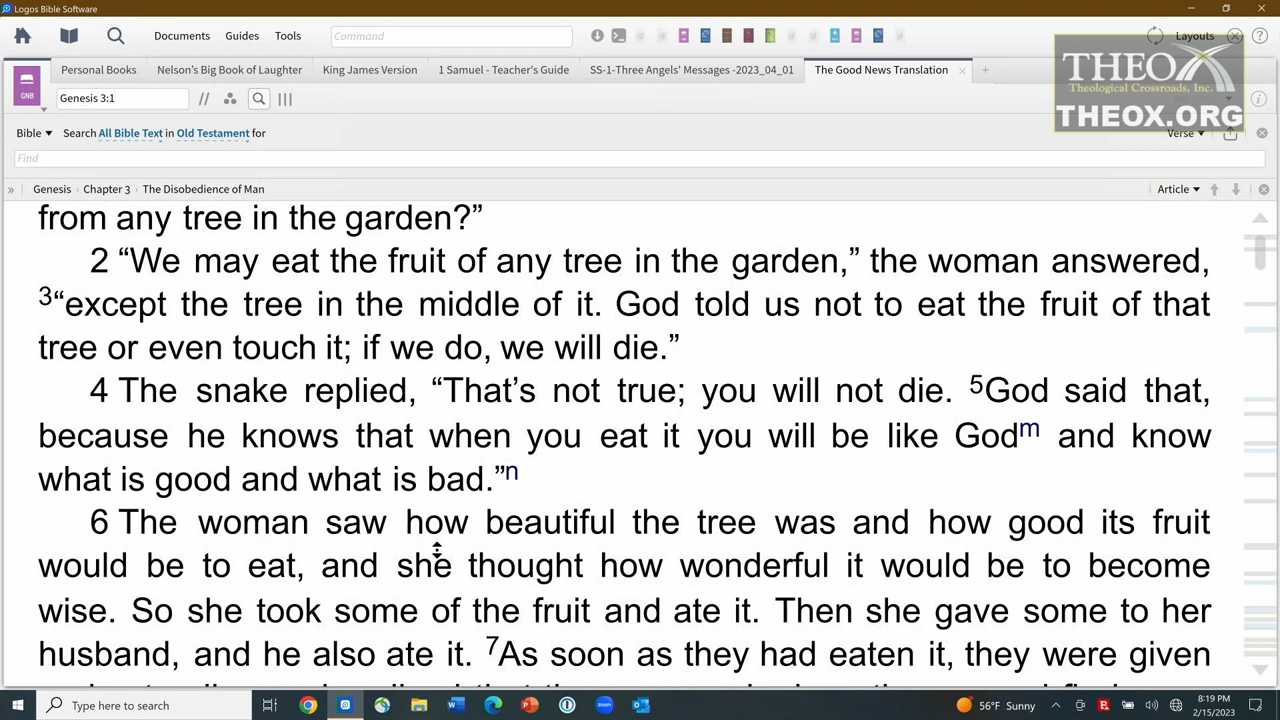 Logos Bible Software
Documents Guides Tools Command Layouts
THEOX
Theological Crossroads, Inc.
THEOX.ORG
Personal Books Nelson's Big Book of Laughter King James Version 1 Samuel - Teacher's Guide SS-1-Three Angels' Messages -2023_04_01 The Good News Translation
GNB
Genesis 3:1
Bible Search All Bible Text in Old Testament for Verse
Find
» Genesis Chapter 3 The Disobedience of Man Article
from any tree in the garden?”
2 “We may eat the fruit of any tree in the garden,” the woman answered,
3“except the tree in the middle of it. God told us not to eat the fruit of that
tree or even touch it; if we do, we will die.”
4 The snake replied, “That’s not true; you will not die. 5God said that,
because he knows that when you eat it you will be like Godm and know
what is good and what is bad.”n
6 The woman saw how beautiful the tree was and how good its fruit
would be to eat, and she thought how wonderful it would be to become
wise. So she took some of the fruit and ate it. Then she gave some to her
husband, and he also ate it. 7As soon as they had eaten it, they were given
Type here to search
56°F Sunny
8:19 PM
2/15/2023